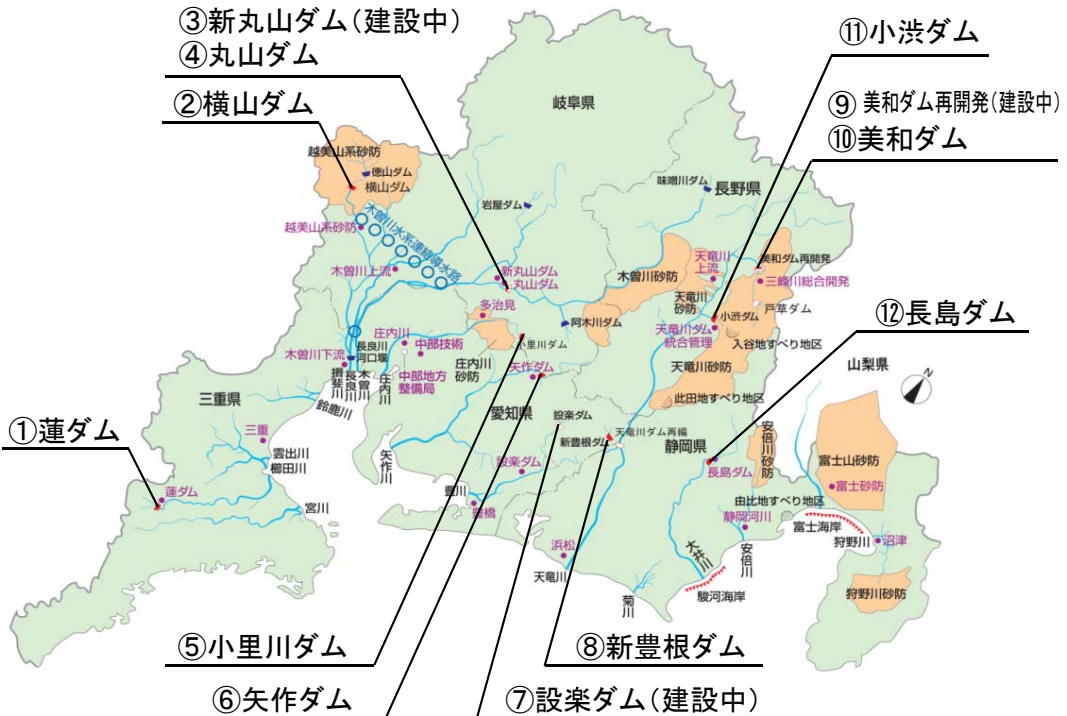 ③新丸山ダム（建設中）
④丸山ダム
②横山ダム
⑪小渋ダム
⑨ 美和ダム再開発（建設中）
⑩美和ダム
岐阜県
越美山系砂防
徳山ダム
横山ダム
越美山系砂防
木曽川水系連絡導水路
木曽川上流
岩屋ダム
味噌川ダム
長野県
新丸山ダム
丸山ダム
木曽川砂防
天竜川
上流
美和ダム再開発
三峰川総合開発
戸草ダム
天竜川
砂防
小渋ダム
天竜川ダム
統合管理
入谷地すべり地区
天竜川砂防
此田地すべり地区
多治見
阿木川ダム
小里川ダム
庄内川
中部技術
庄内川
砂防
中部地方
整備局
矢作ダム
木曽川下流
長良川
河口堰
揖斐川
長良川
木曽川
庄内川
愛知県
設楽ダム
新豊根ダム
天竜川ダム再編
静岡県
⑫長島ダム
山梨県
N
三重県
鈴鹿川
①蓮ダム
三重
雲出川
櫛田川
蓮ダム
宮川
矢作川
設楽ダム
豊川
豊橋
浜松
天竜川
長島ダム
安倍川砂防
富士山砂防
富士砂防
由比地すべり地区
静岡河川
富士海岸
狩野川
沼津
大井川
安倍川
菊川
駿河海岸
狩野川砂防
⑤小里川ダム
⑧新豊根ダム
⑥矢作ダム
⑦設楽ダム（建設中）